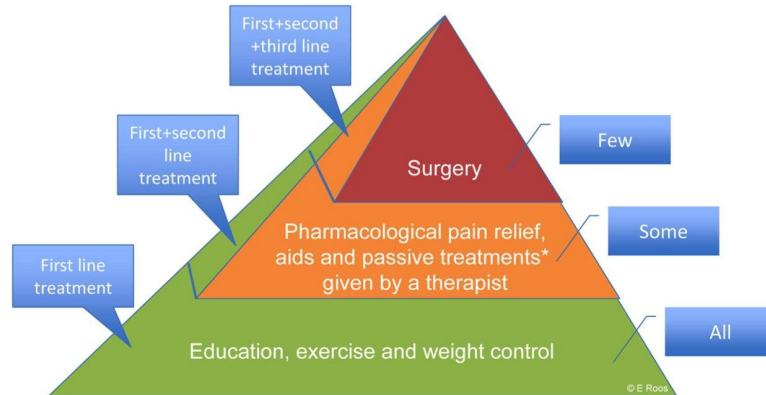 First+second
+third line
treatment
First+second
line
treatment
First line
treatment
Surgery
Few
Pharmacological pain relief,
aids and passive treatments*
given by a therapist
Some
Education, exercise and weight control
All
© E Roos